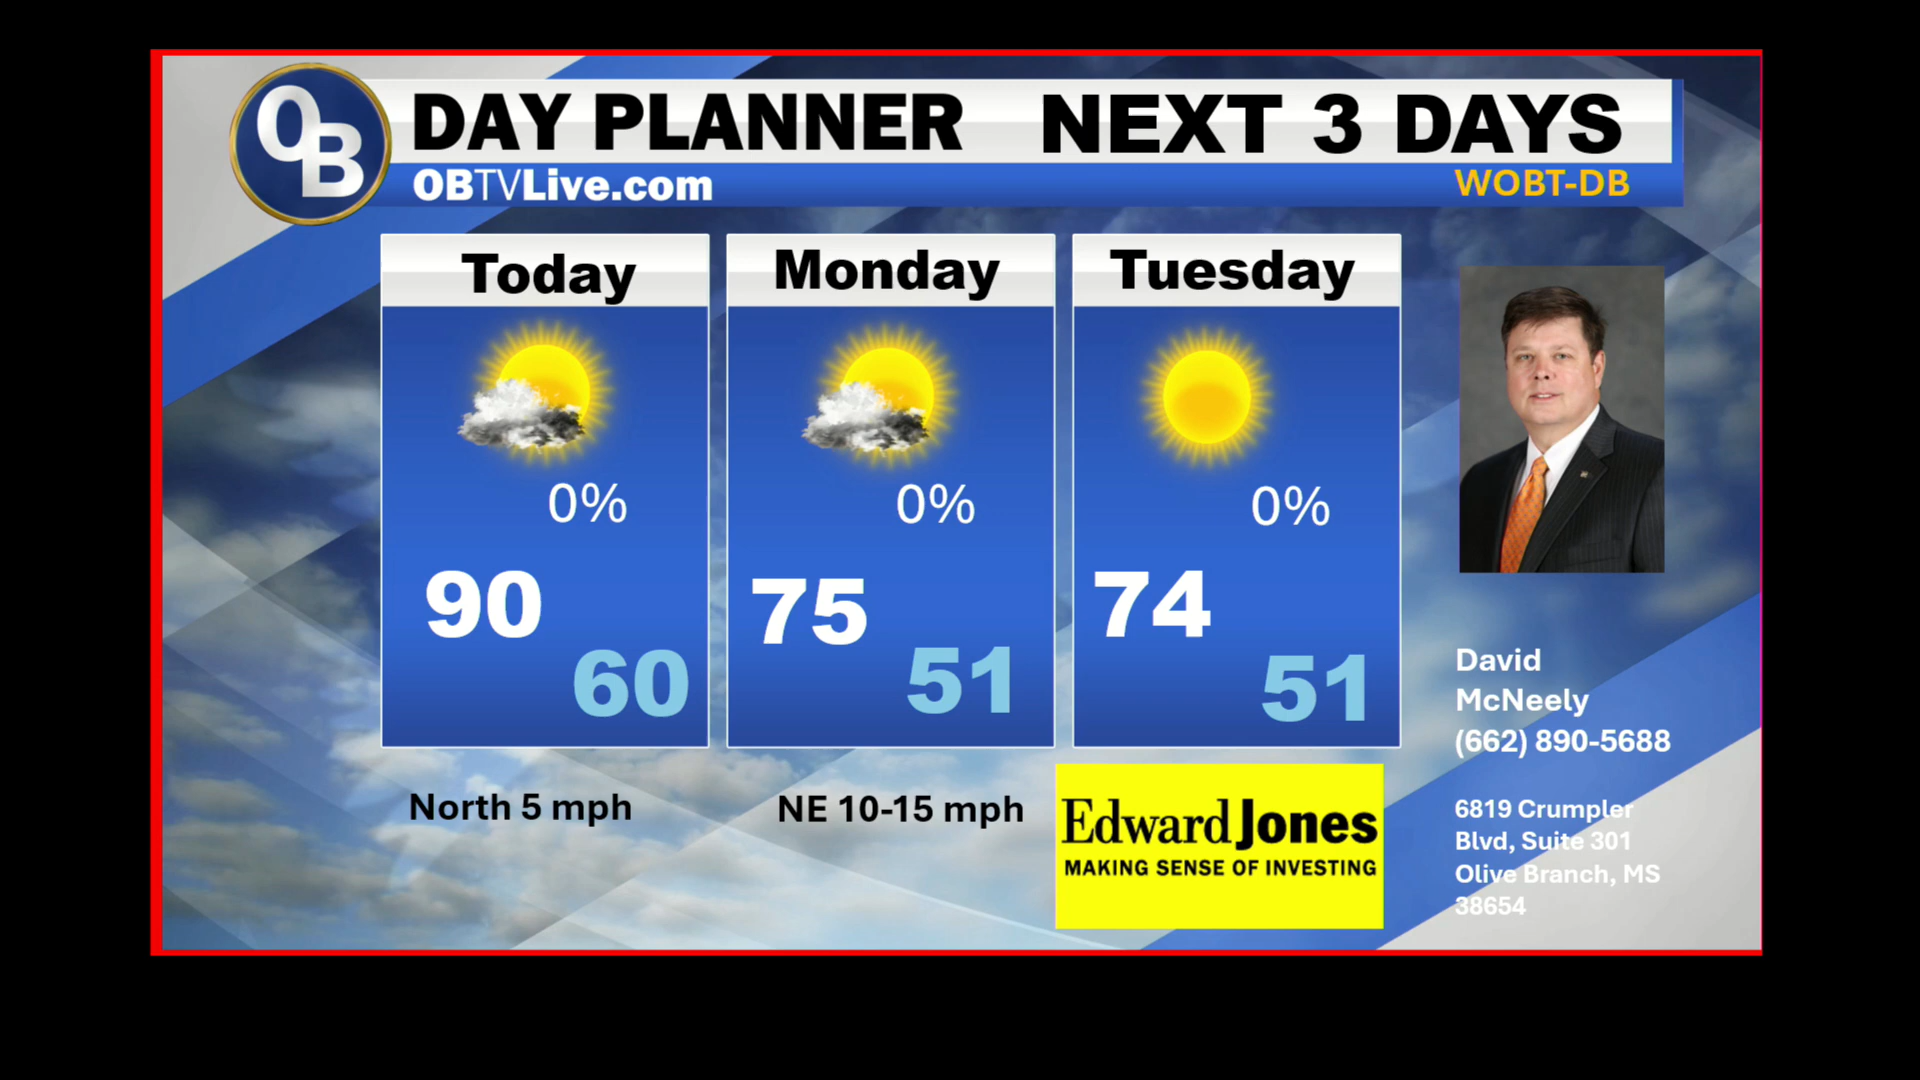 OB
DAY PLANNER NEXT 3 DAYS
OBTVLive.com
WOBT-DB
Today
0%
90
60
North 5 mph
Monday
0%
75
51
NE 10-15 mph
Tuesday
0%
74
51
Edward Jones
MAKING SENSE OF INVESTING
David
McNeely
(662) 890-5688
6819 Crumpler
Blvd, Suite 301
Olive Branch, MS
38654